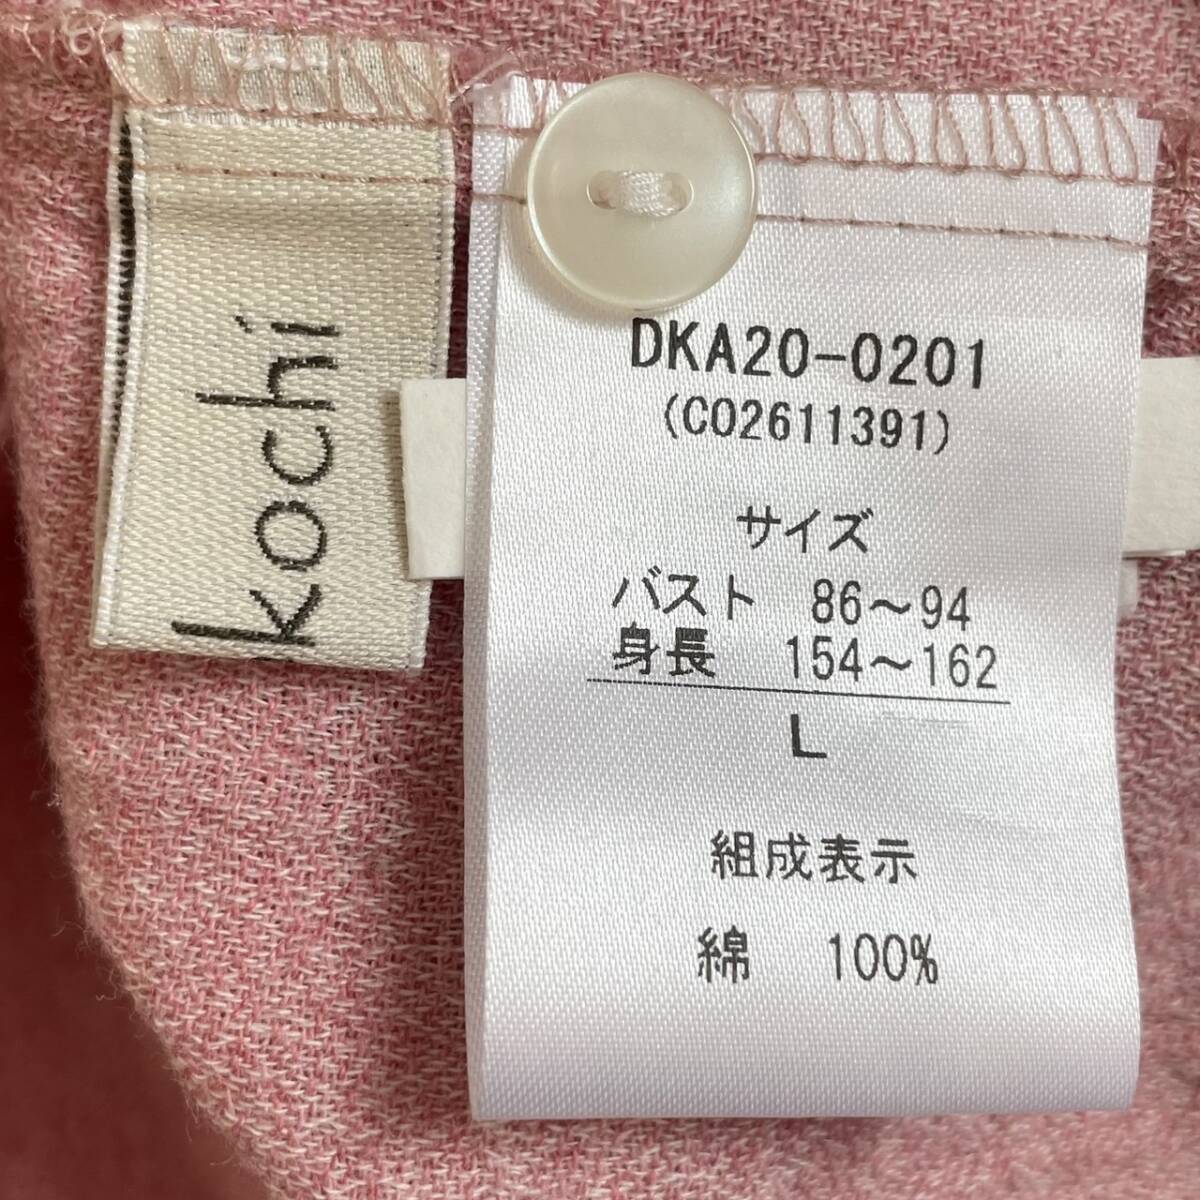 kochi
DKA20-0201
(C02611391)
サイズ
バスト 86～94
身長 154～162
L
組成表示
綿 100%